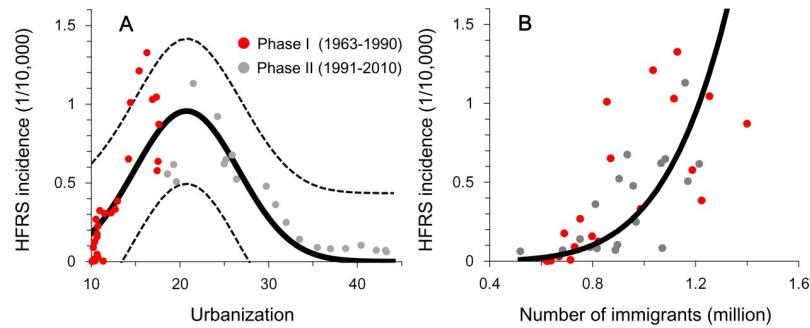 A
B
Phase I (1963-1990)
Phase II (1991-2010)
HFRS incidence (1/10,000)
1.5
1
0.5
0
10
20
30
40
Urbanization
HFRS incidence (1/10,000)
1.5
1
0.5
0
0.4
0.8
1.2
1.6
Number of immigrants (million)